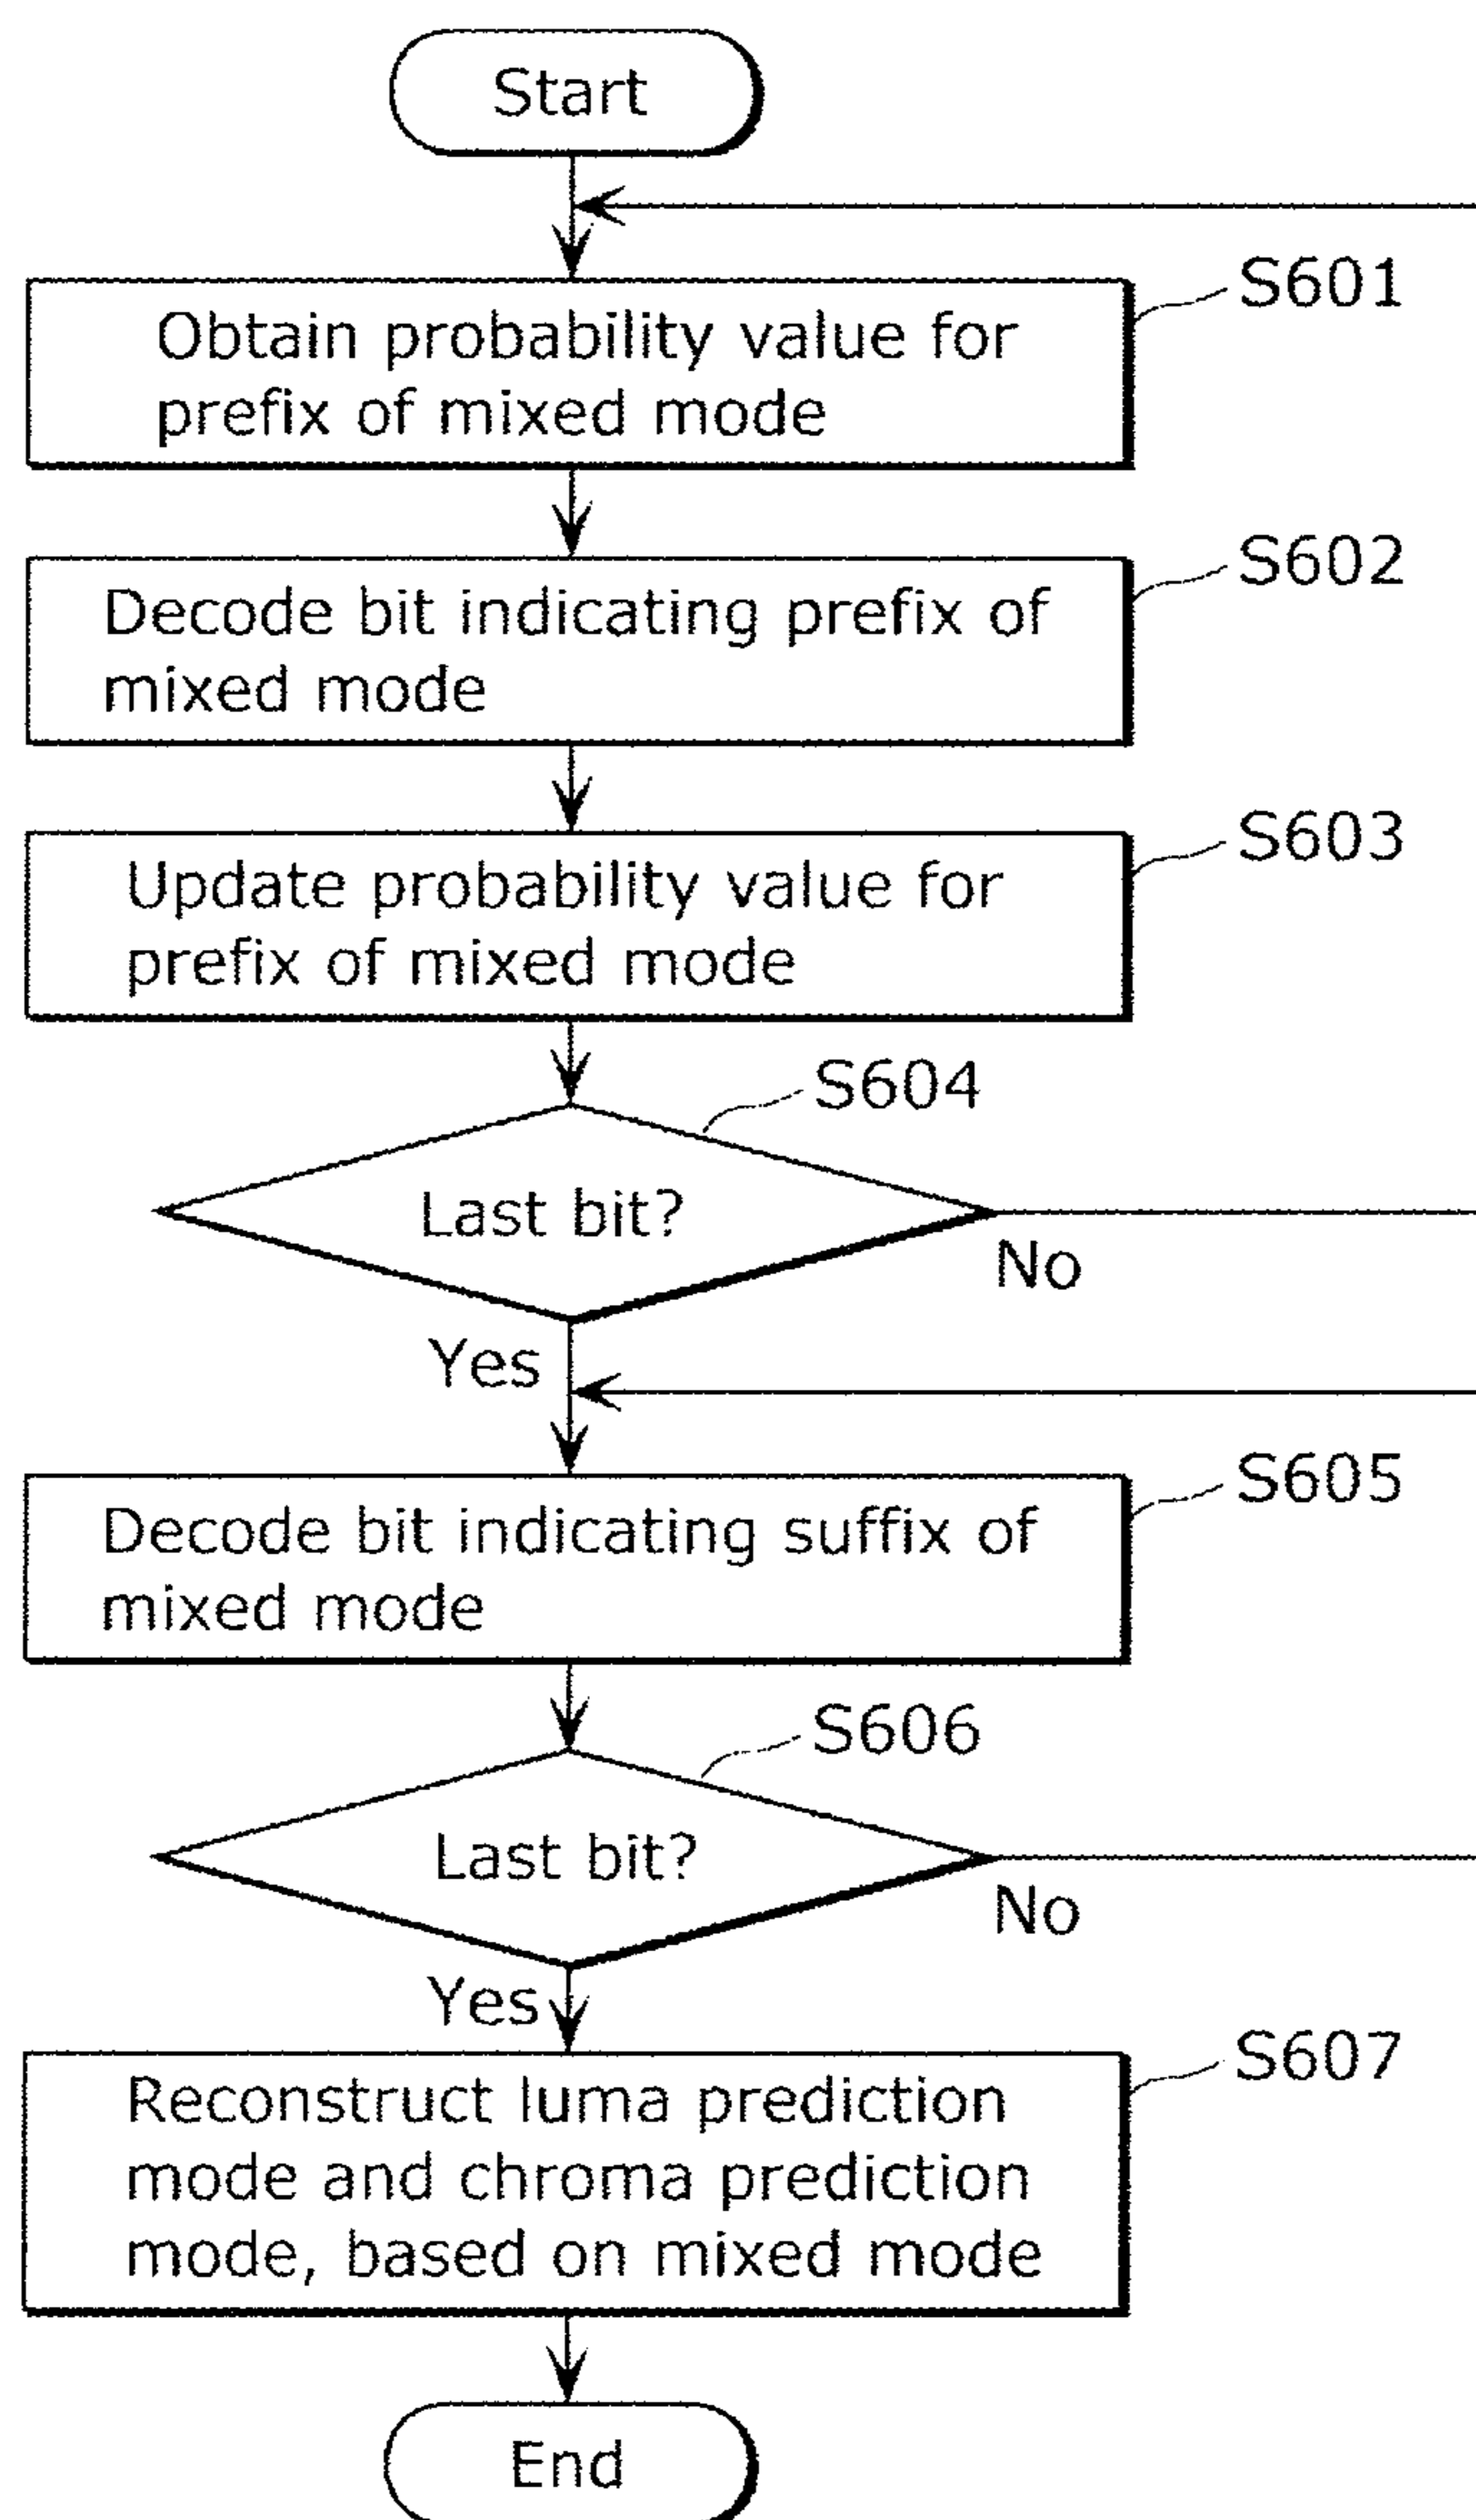 Start
S601
Obtain probability value for
prefix of mixed mode
S602
Decode bit indicating prefix of
mixed mode
S603
Update probability value for
prefix of mixed mode
S604
Last bit?
No
Yes
S605
Decode bit indicating suffix of
mixed mode
S606
Last bit?
No
Yes
S607
Reconstruct luma prediction
mode and chroma prediction
mode, based on mixed mode
End